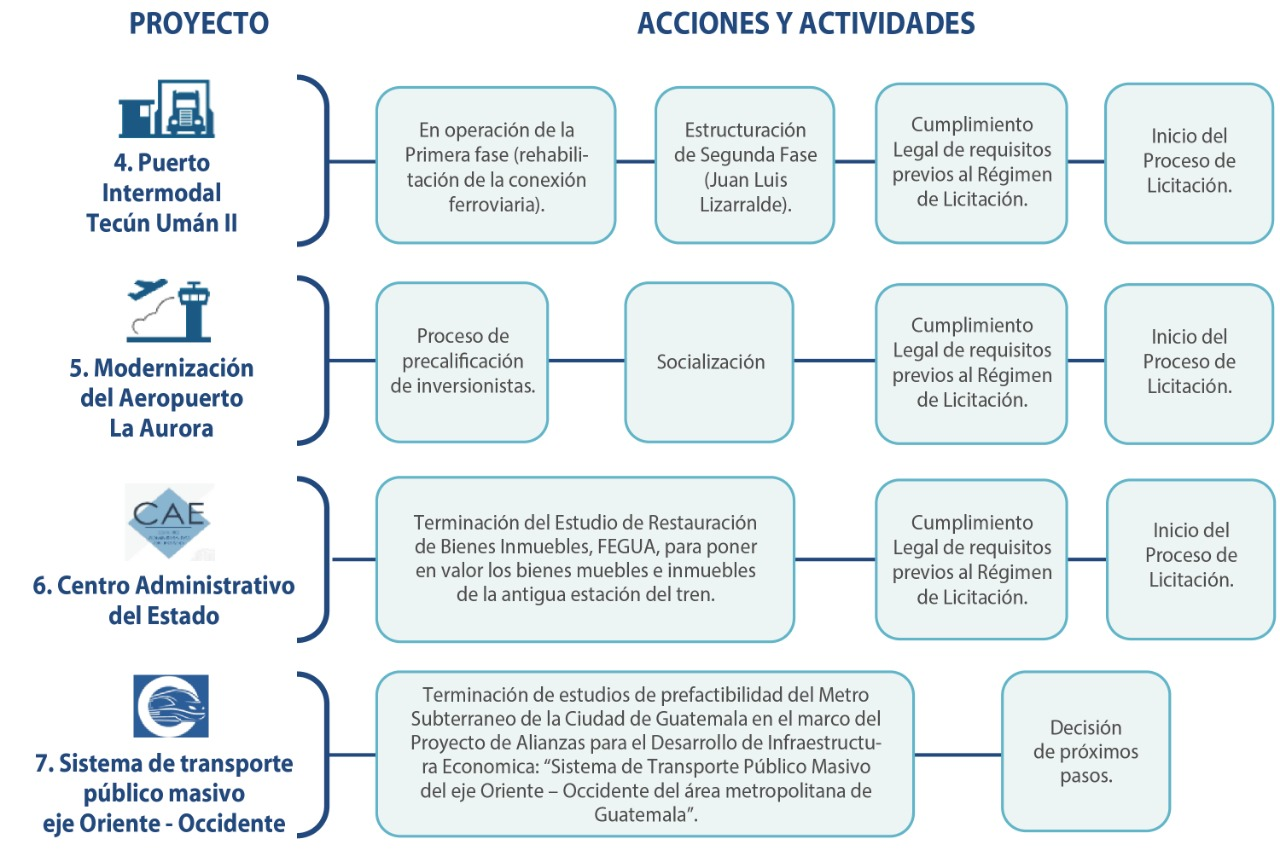 PROYECTO
ACCIONES Y ACTIVIDADES
4. Puerto
Intermodal
Tecún Umán II
En operación de la
Primera fase (rehabili-
tación de la conexión
ferroviaria).
Estructuración
de Segunda Fase
(Juan Luis
Lizarralde).
Cumplimiento
Legal de requisitos
previos al Régimen
de Licitación.
Inicio del
Proceso de
Licitación.
5. Modernización
del Aeropuerto
La Aurora
Proceso de
precalificación
de inversionistas.
Socialización
Cumplimiento
Legal de requisitos
previos al Régimen
de Licitación.
Inicio del
Proceso de
Licitación.
CAE
6. Centro Administrativo
del Estado
Terminación del Estudio de Restauración
de Bienes Inmuebles, FEGUA, para poner
en valor los bienes muebles e inmuebles
de la antigua estación del tren.
Cumplimiento
Legal de requisitos
previos al Régimen
de Licitación.
Inicio del
Proceso de
Licitación.
7. Sistema de transporte
público masivo
eje Oriente - Occidente
Terminación de estudios de prefactibilidad del Metro
Subterraneo de la Ciudad de Guatemala en el marco del
Proyecto de Alianzas para el Desarrollo de Infraestructu-
ra Economica: “Sistema de Transporte Público Masivo
del eje Oriente – Occidente del área metropolitana de
Guatemala”.
Decisión
de próximos
pasos.